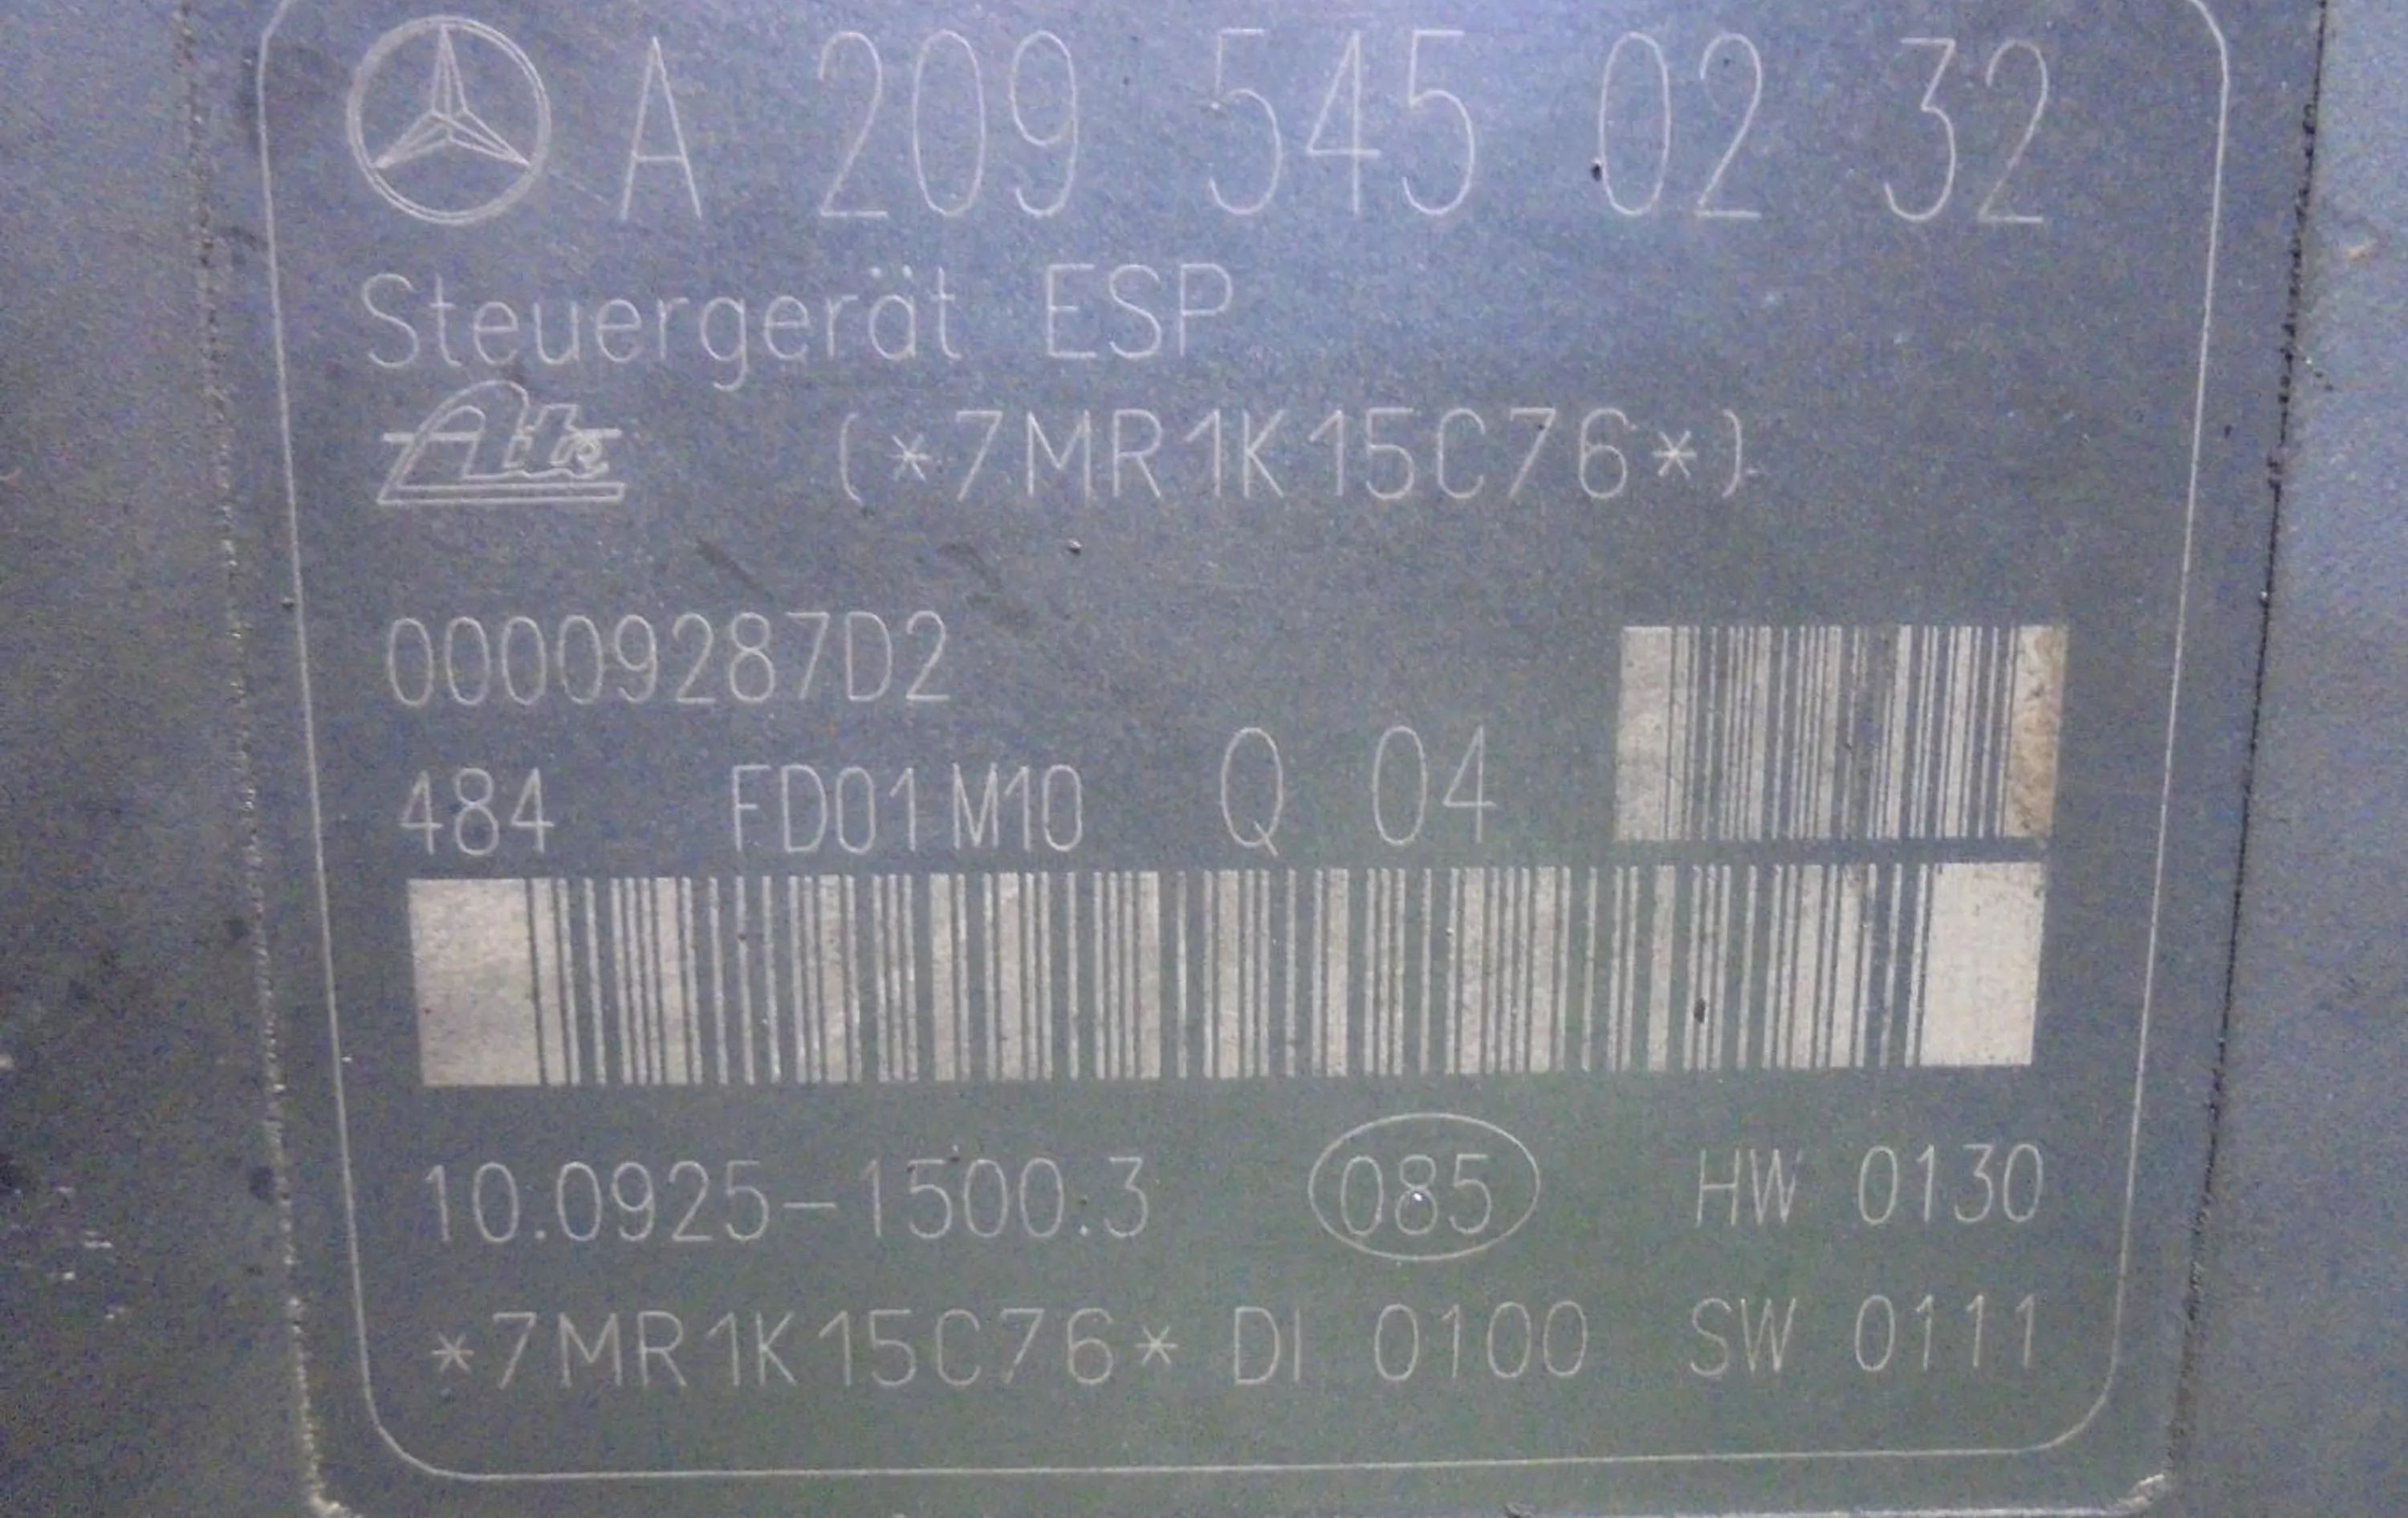 A 209 545 02 32
Steuergerät ESP
Ate (*7MR1K15C76*)
00009287D2
484 FD01M10 Q 04
10.0925-1500.3 085 HW 0130
*7MR1K15C76* DI 0100 SW 0111